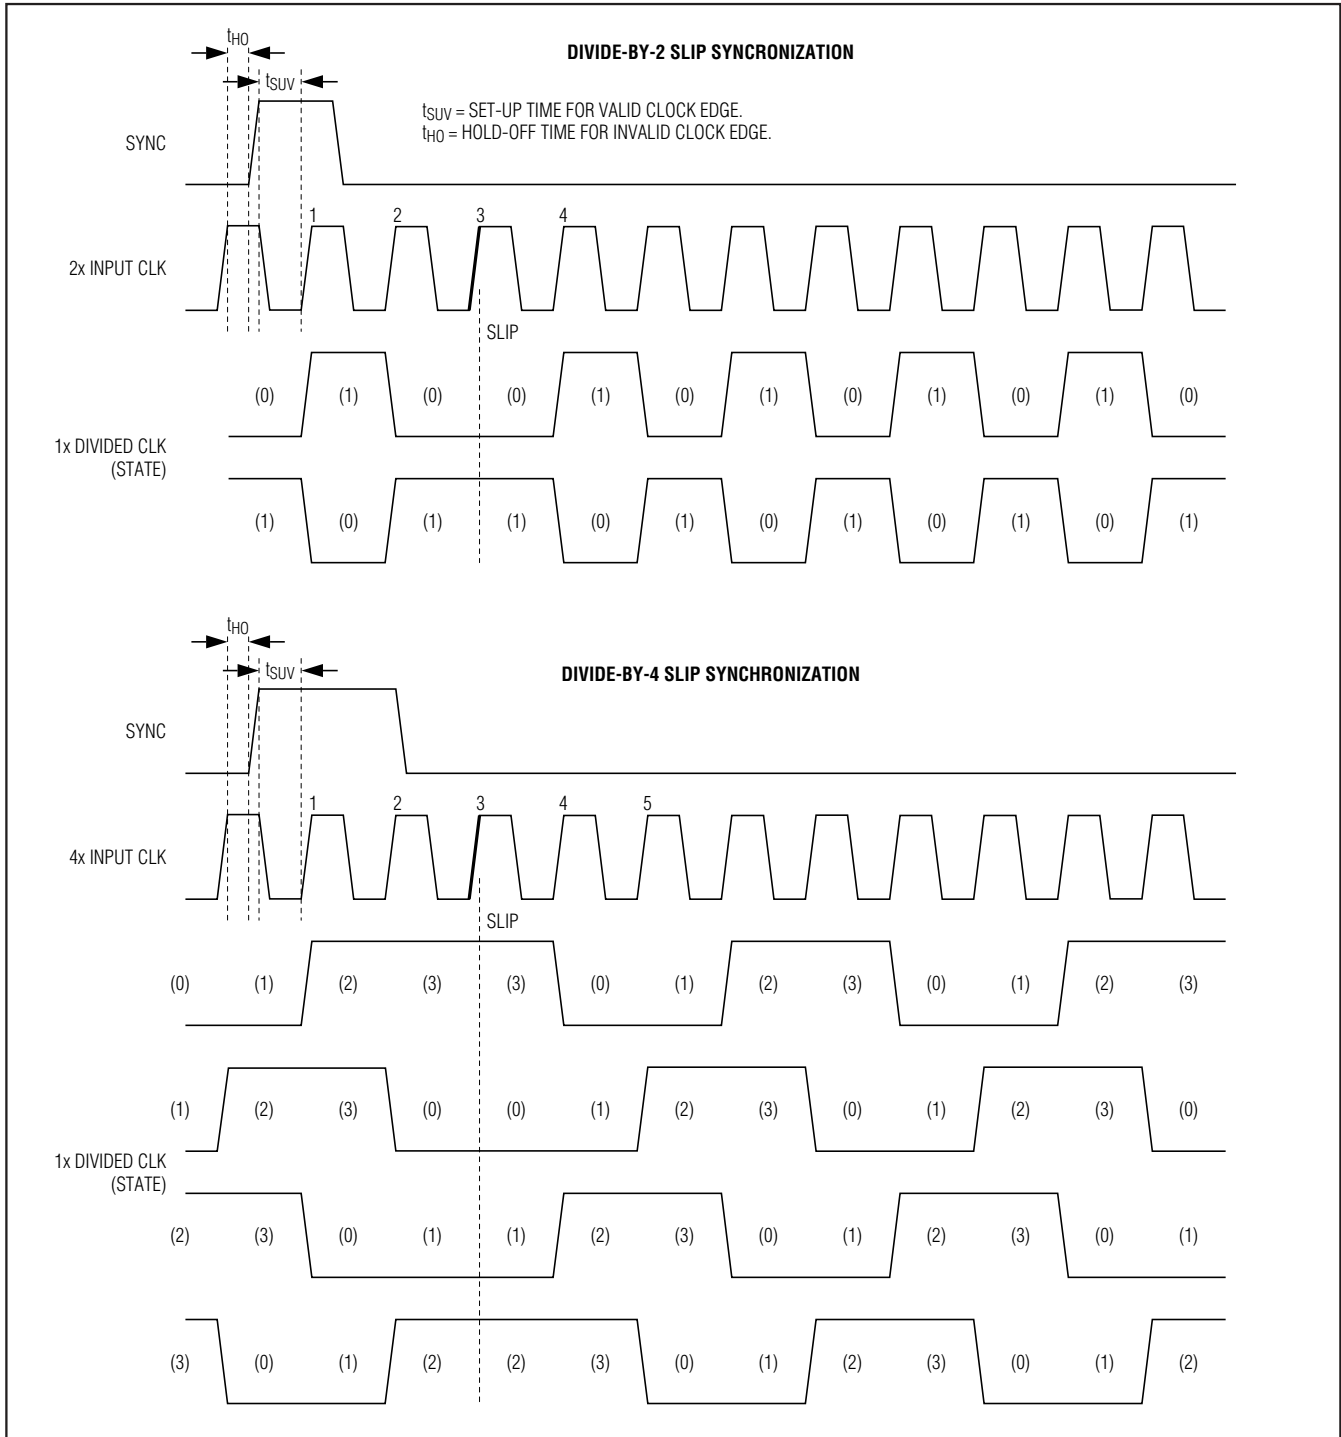 tHO
DIVIDE-BY-2 SLIP SYNCRONIZATION
tSUV
tSUV = SET-UP TIME FOR VALID CLOCK EDGE.
tHO = HOLD-OFF TIME FOR INVALID CLOCK EDGE.
SYNC
1 2 3 4
2x INPUT CLK
SLIP
(0) (1) (0) (0) (1) (0) (1) (0) (1) (0) (1) (0)
1x DIVIDED CLK
(STATE)
(1) (0) (1) (1) (0) (1) (0) (1) (0) (1) (0) (1)
tHO
tSUV
DIVIDE-BY-4 SLIP SYNCHRONIZATION
SYNC
1 2 3 4 5
4x INPUT CLK
SLIP
(0) (1) (2) (3) (3) (0) (1) (2) (3) (0) (1) (2) (3)
(1) (2) (3) (0) (0) (1) (2) (3) (0) (1) (2) (3) (0)
1x DIVIDED CLK
(STATE)
(2) (3) (0) (1) (1) (2) (3) (0) (1) (2) (3) (0) (1)
(3) (0) (1) (2) (2) (3) (0) (1) (2) (3) (0) (1) (2)